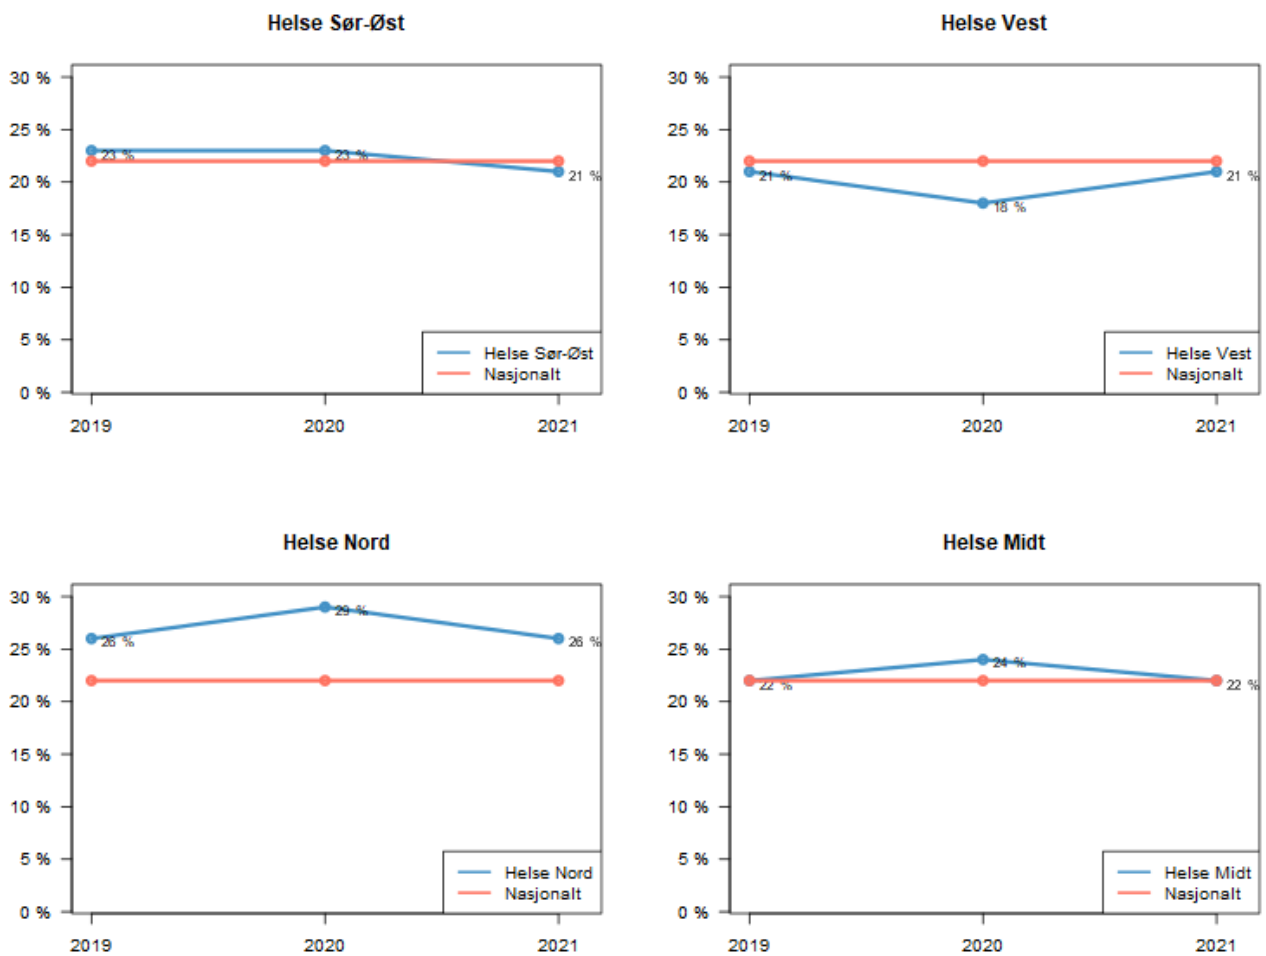 Helse Sør-Øst
30 %
25 %
20 %
15 %
10 %
5 %
0 %
23 %
23 %
21 %
Helse Sør-Øst
Nasjonalt
2019 2020 2021
Helse Vest
30 %
25 %
20 %
15 %
10 %
5 %
0 %
21 %
18 %
21 %
Helse Vest
Nasjonalt
2019 2020 2021
Helse Nord
30 %
25 %
20 %
15 %
10 %
5 %
0 %
26 %
29 %
26 %
Helse Nord
Nasjonalt
2019 2020 2021
Helse Midt
30 %
25 %
20 %
15 %
10 %
5 %
0 %
22 %
24 %
22 %
Helse Midt
Nasjonalt
2019 2020 2021